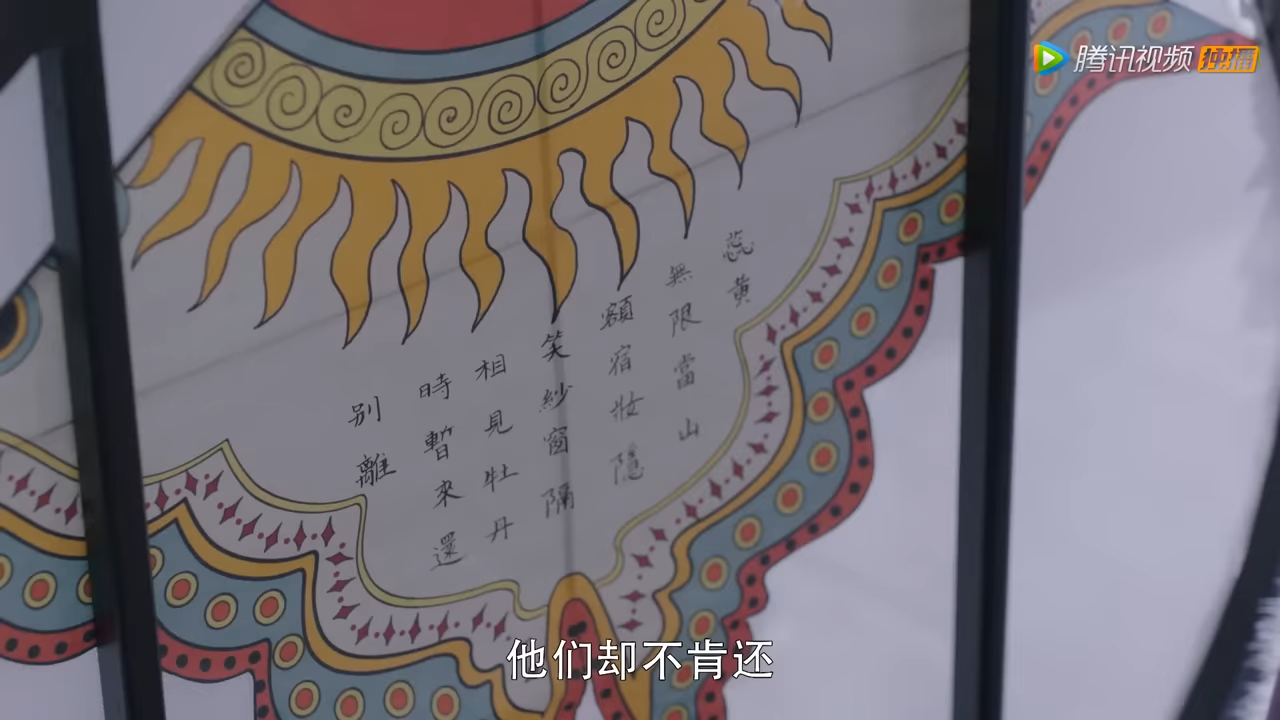 腾讯视频 独播
蕊黄
無限當山
額宿妝隱
笑紗窗隔
相見牡丹
時暫來還
别離
他们却不肯还